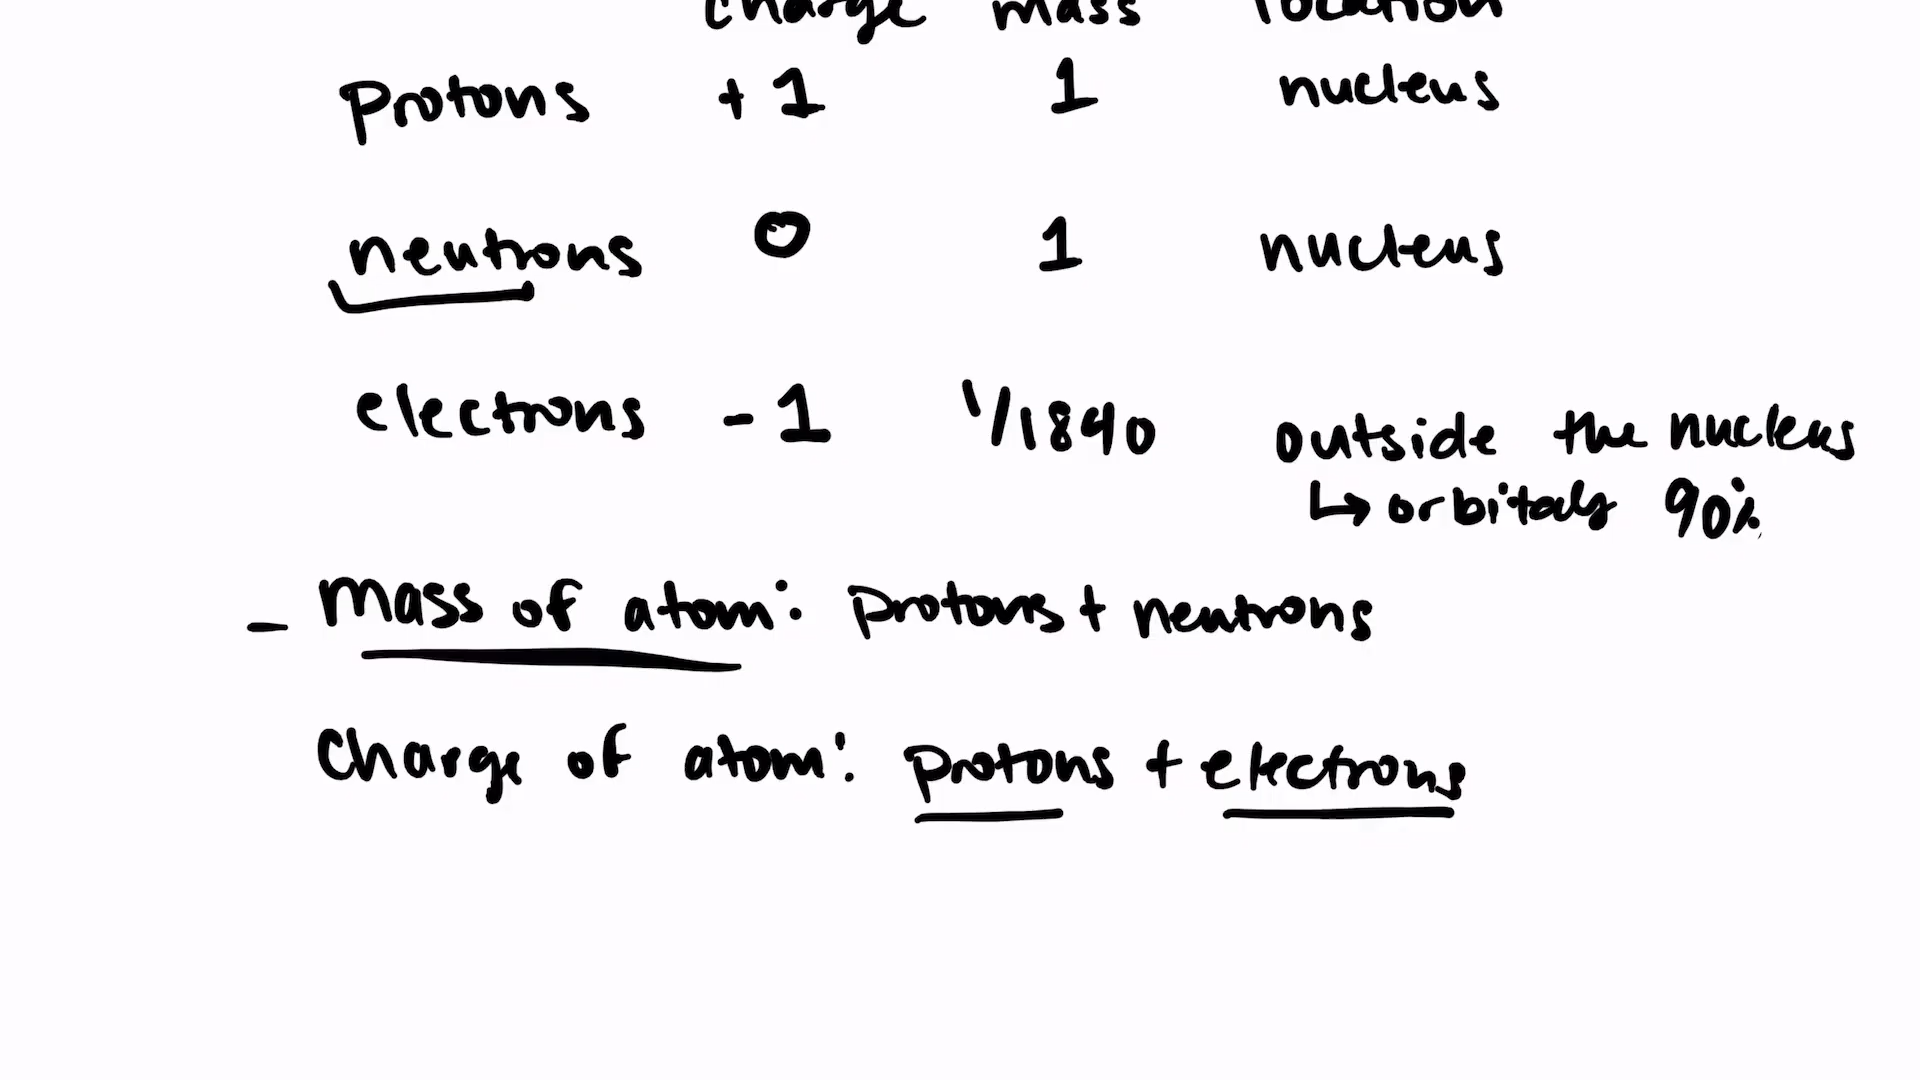 charge mass location
protons +1 1 nucleus
neutrons 0 1 nucleus
electrons -1 1/1840 outside the nucleus
↳ orbitals 90%
- mass of atom: protons + neutrons
charge of atom: protons + electrons